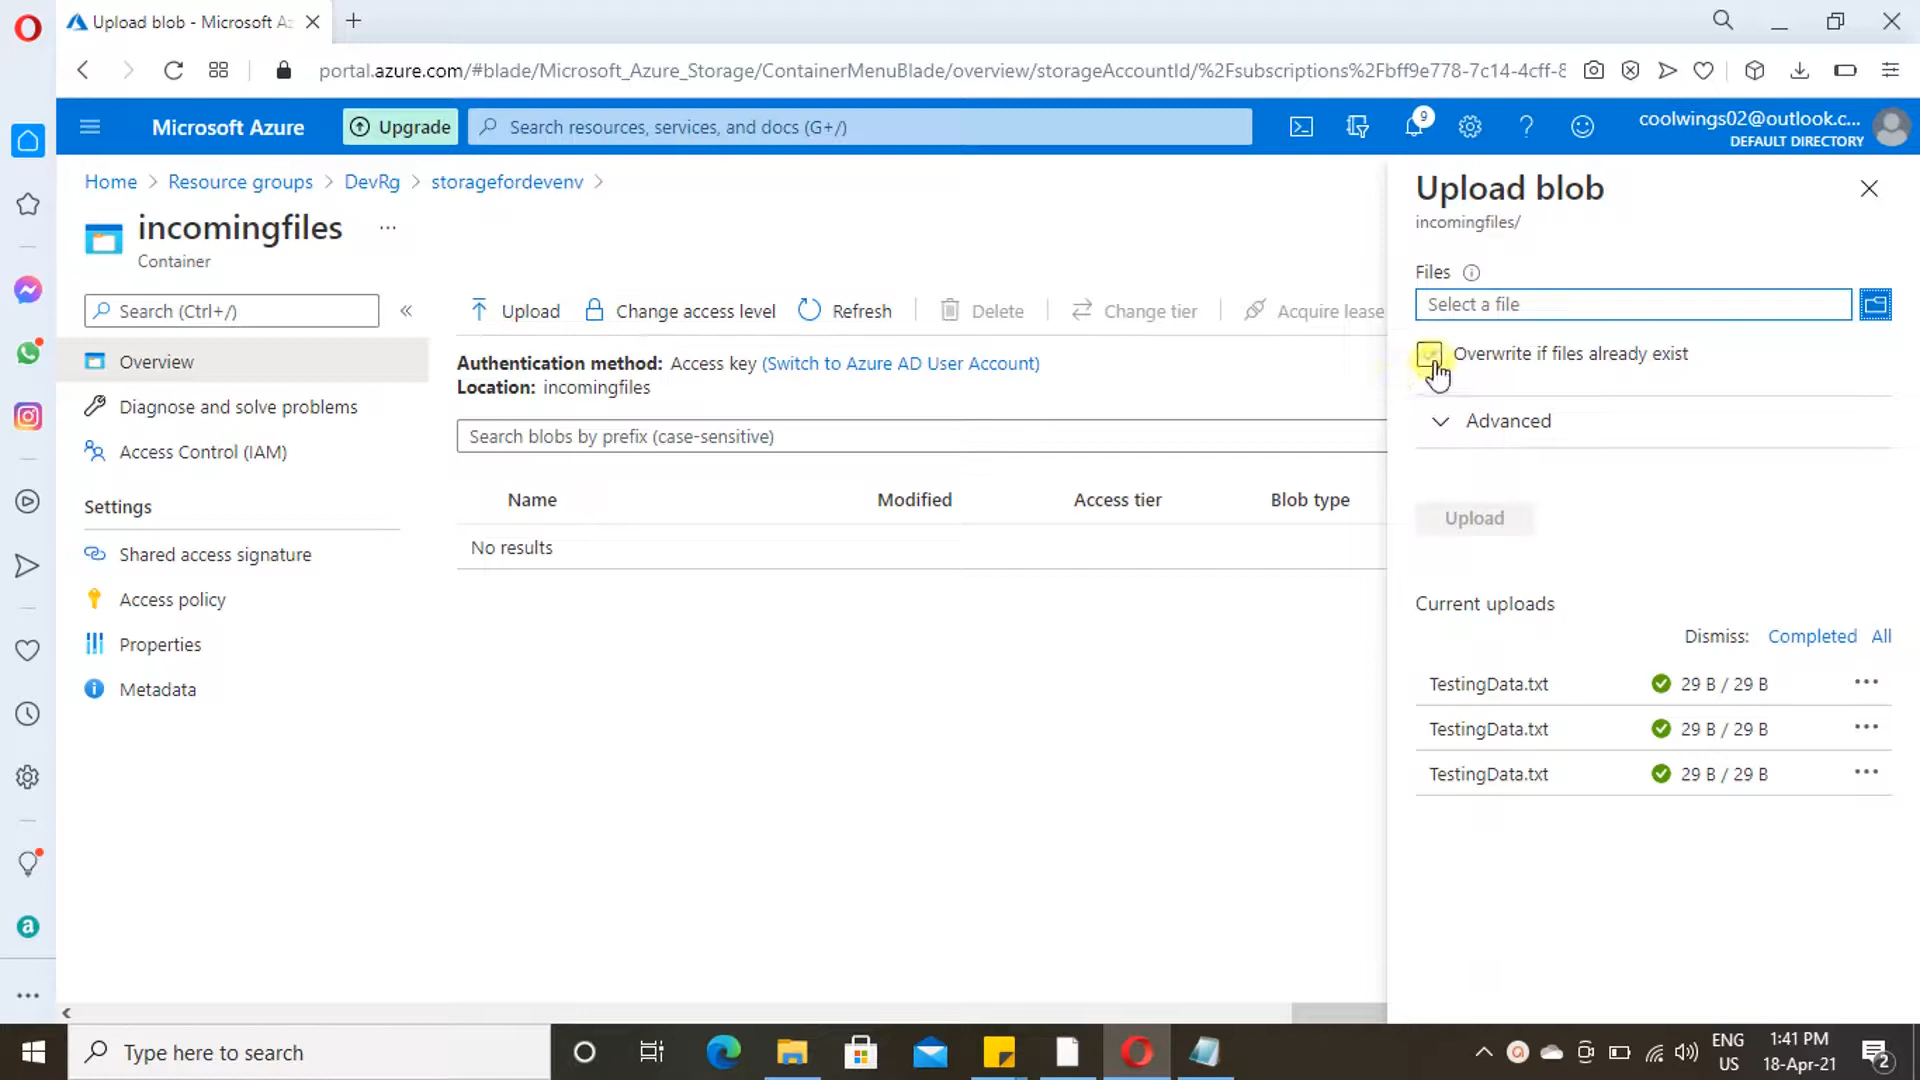 Upload blob - Microsoft Az
portal.azure.com/#blade/Microsoft_Azure_Storage/ContainerMenuBlade/overview/storageAccountId/%2Fsubscriptions%2Fbff9e778-7c14-4cff-8
Microsoft Azure
Upgrade
Search resources, services, and docs (G+/)
9
coolwings02@outlook.c...
DEFAULT DIRECTORY
Home > Resource groups > DevRg > storagefordevenv >
incomingfiles ...
Container
Search (Ctrl+/)
Overview
Diagnose and solve problems
Access Control (IAM)
Settings
Shared access signature
Access policy
Properties
Metadata
Upload
Change access level
Refresh
Delete
Change tier
Acquire lease
Authentication method: Access key (Switch to Azure AD User Account)
Location: incomingfiles
Search blobs by prefix (case-sensitive)
Name Modified Access tier Blob type
No results
Upload blob
incomingfiles/
Files
Select a file
Overwrite if files already exist
Advanced
Upload
Current uploads
Dismiss: Completed All
TestingData.txt 29 B / 29 B
TestingData.txt 29 B / 29 B
TestingData.txt 29 B / 29 B
Type here to search
ENG
US
1:41 PM
18-Apr-21
2